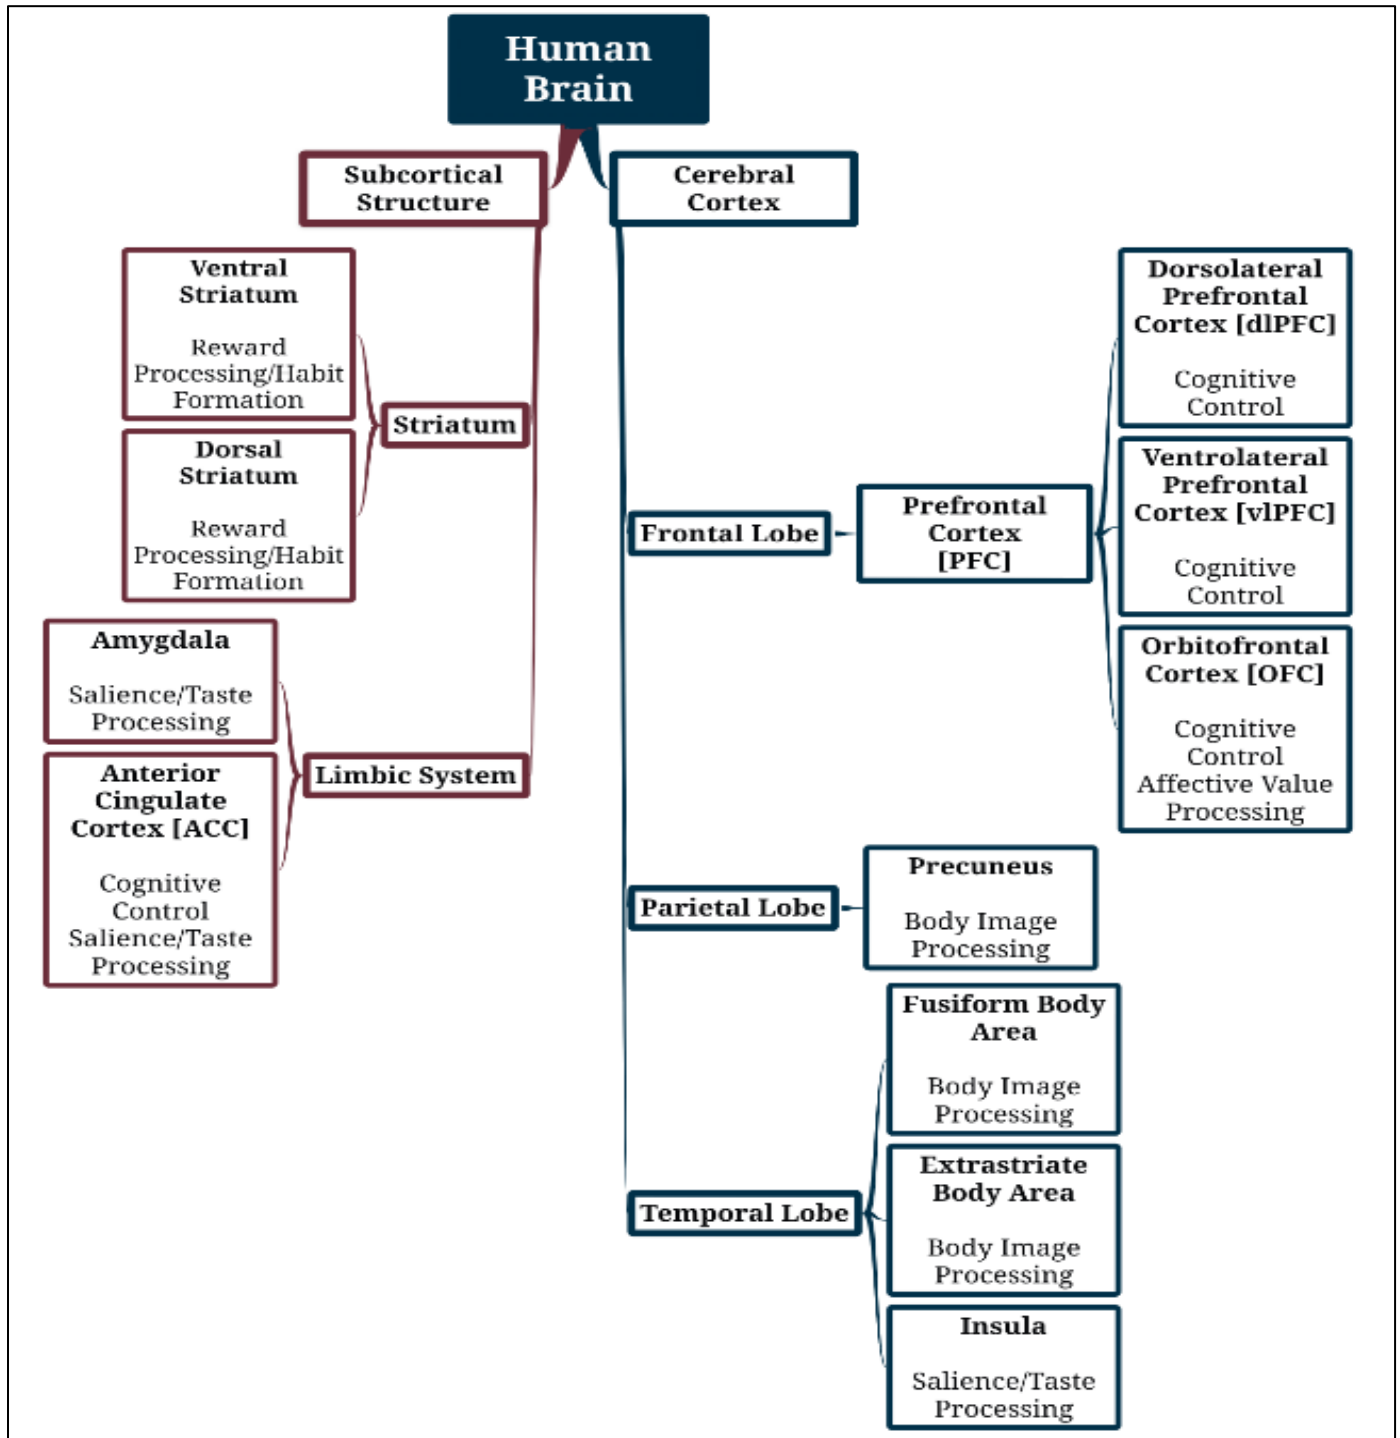 Human
Brain
Subcortical
Structure
Cerebral
Cortex
Ventral
Striatum
Reward
Processing/Habit
Formation
Dorsal
Striatum
Reward
Processing/Habit
Formation
Striatum
Amygdala
Salience/Taste
Processing
Anterior
Cingulate
Cortex [ACC]
Cognitive
Control
Salience/Taste
Processing
Limbic System
Frontal Lobe
Prefrontal
Cortex
[PFC]
Dorsolateral
Prefrontal
Cortex [dlPFC]
Cognitive
Control
Ventrolateral
Prefrontal
Cortex [vlPFC]
Cognitive
Control
Orbitofrontal
Cortex [OFC]
Cognitive
Control
Affective Value
Processing
Parietal Lobe
Precuneus
Body Image
Processing
Temporal Lobe
Fusiform Body
Area
Body Image
Processing
Extrastriate
Body Area
Body Image
Processing
Insula
Salience/Taste
Processing